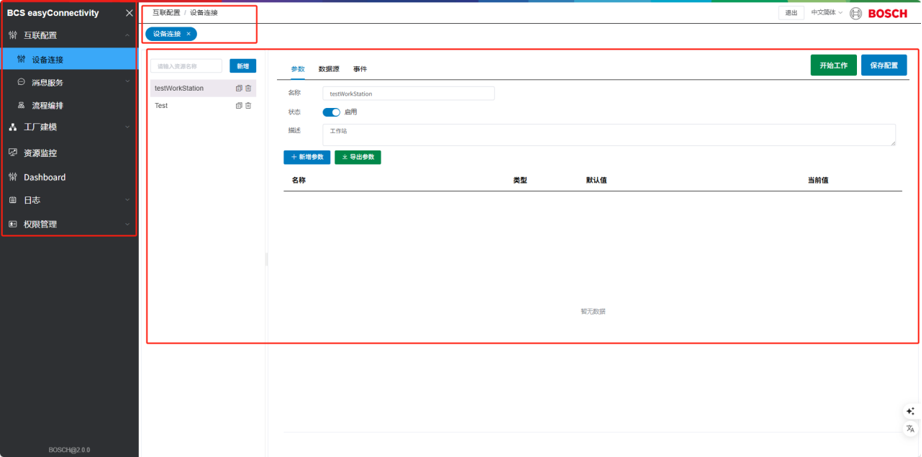 BCS easyConnectivity
互联配置
设备连接
消息服务
流程编排
工厂建模
资源监控
Dashboard
日志
权限管理
BOSCH@2.0.0
互联配置 / 设备连接
退出 中文简体 BOSCH
设备连接 ×
请输入资源名称 新增
testWorkStation
Test
参数 数据源 事件
开始工作 保存配置
名称 testWorkStation
状态 启用
描述 工作站
+ 新增参数 导出参数
名称 类型 默认值 当前值
暂无数据